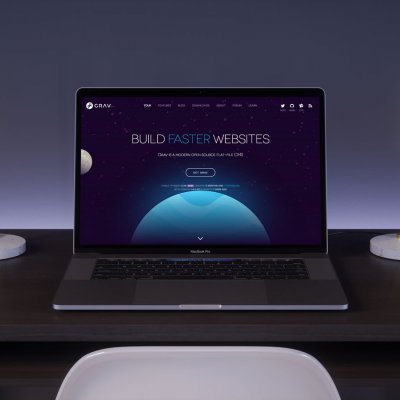 GRAV
TOUR FEATURES BLOG DOWNLOADS ABOUT FORUM LEARN
BUILD FASTER WEBSITES
GRAV IS A MODERN OPEN SOURCE FLAT-FILE CMS
GET GRAV
MacBook Pro